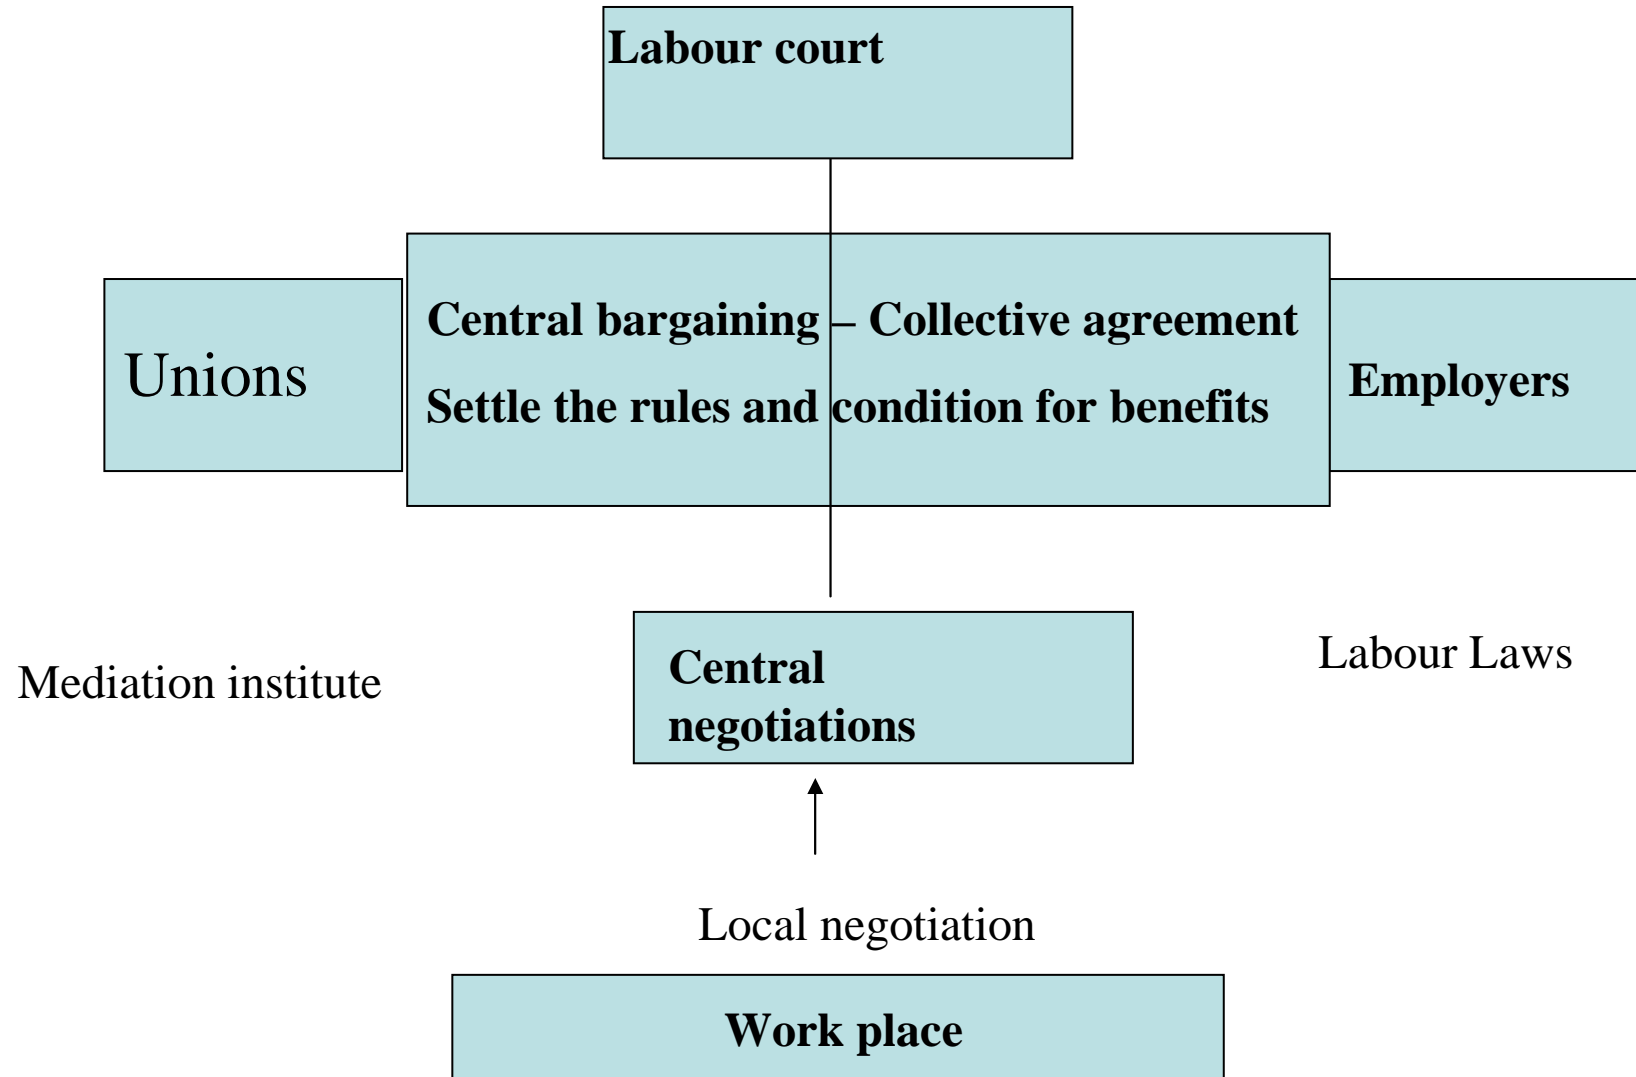 Labour court
Central bargaining – Collective agreement
Settle the rules and condition for benefits
Unions
Employers
Mediation institute
Central
negotiations
Labour Laws
Local negotiation
Work place